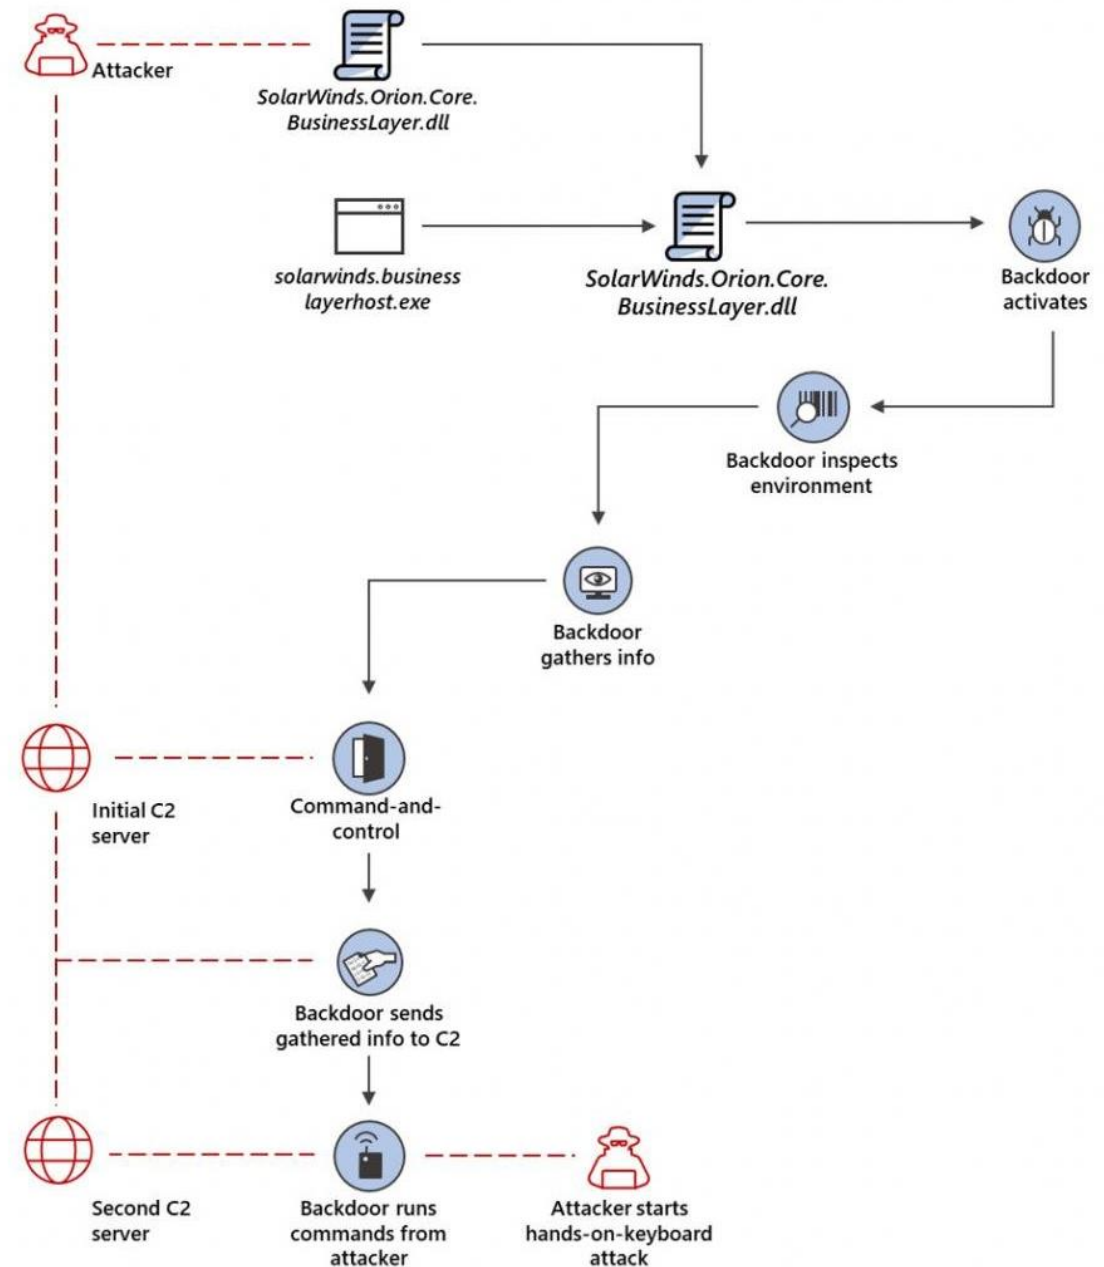 Attacker
SolarWinds.Orion.Core.
BusinessLayer.dll
solarwinds.business
layerhost.exe
SolarWinds.Orion.Core.
BusinessLayer.dll
Backdoor
activates
Backdoor inspects
environment
Backdoor
gathers info
Initial C2
server
Command-and-
control
Backdoor sends
gathered info to C2
Second C2
server
Backdoor runs
commands from
attacker
Attacker starts
hands-on-keyboard
attack